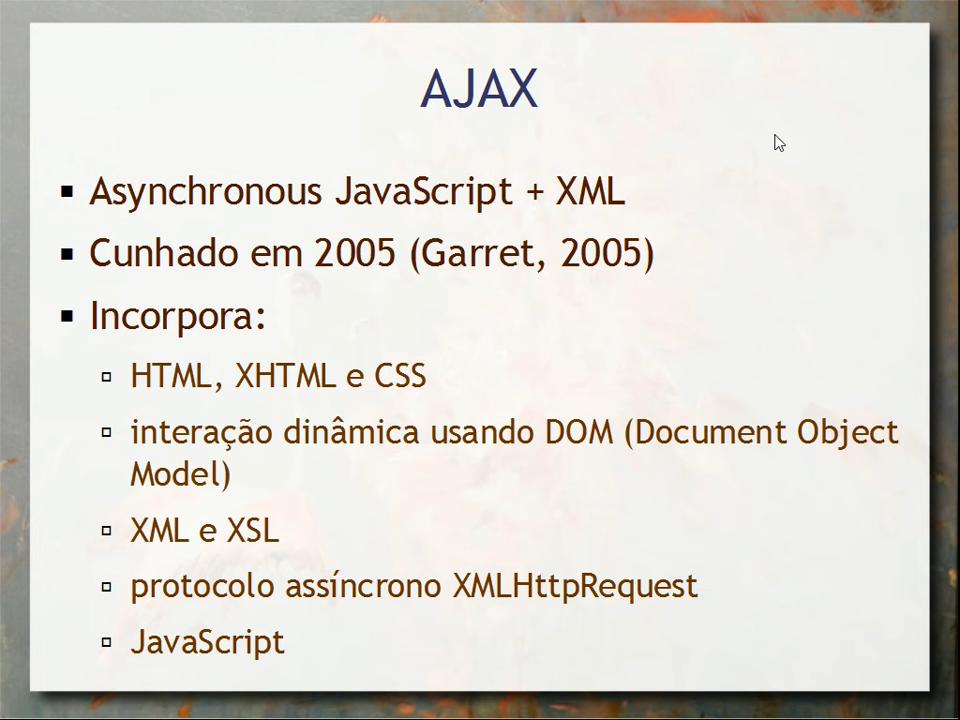 AJAX
Asynchronous JavaScript + XML
Cunhado em 2005 (Garret, 2005)
Incorpora:
HTML, XHTML e CSS
interação dinâmica usando DOM (Document Object
Model)
XML e XSL
protocolo assíncrono XMLHttpRequest
JavaScript